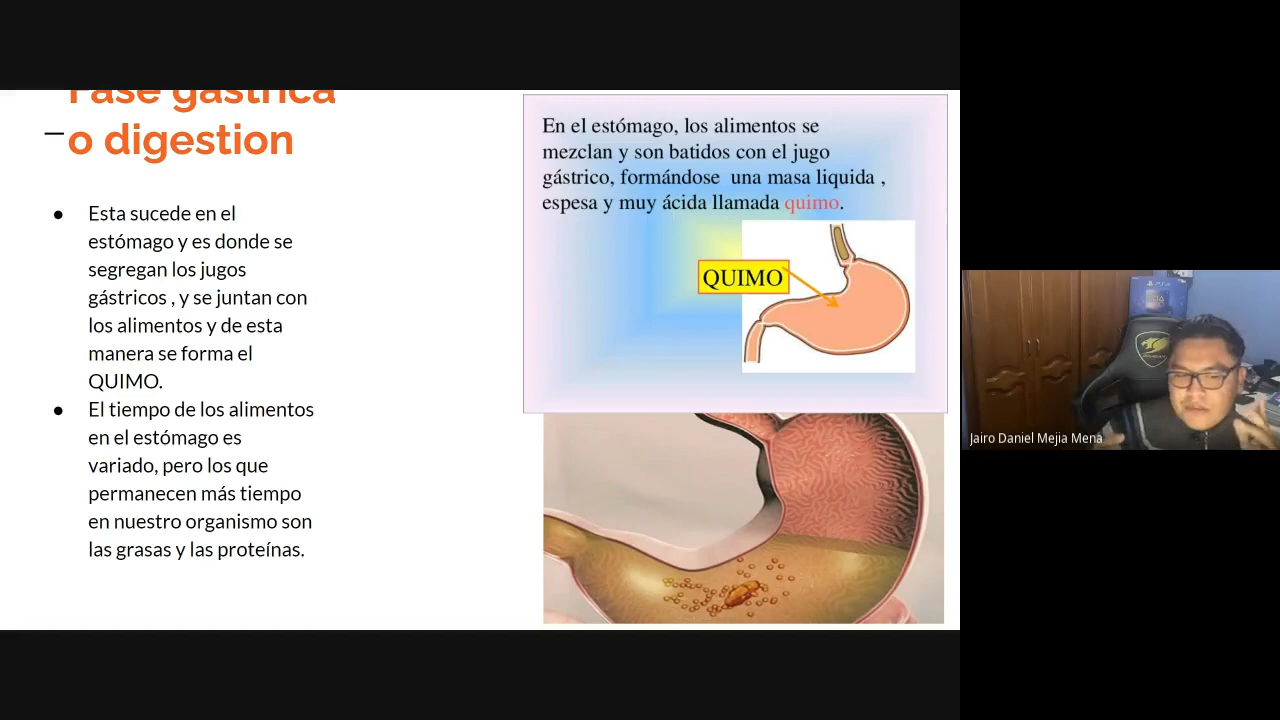 Fase gástrica
o digestion
● Esta sucede en el
estómago y es donde se
segregan los jugos
gástricos , y se juntan con
los alimentos y de esta
manera se forma el
QUIMO.
● El tiempo de los alimentos
en el estómago es
variado, pero los que
permanecen más tiempo
en nuestro organismo son
las grasas y las proteínas.
En el estómago, los alimentos se
mezclan y son batidos con el jugo
gástrico, formándose una masa liquida ,
espesa y muy ácida llamada quimo.
QUIMO
Jairo Daniel Mejia Mena